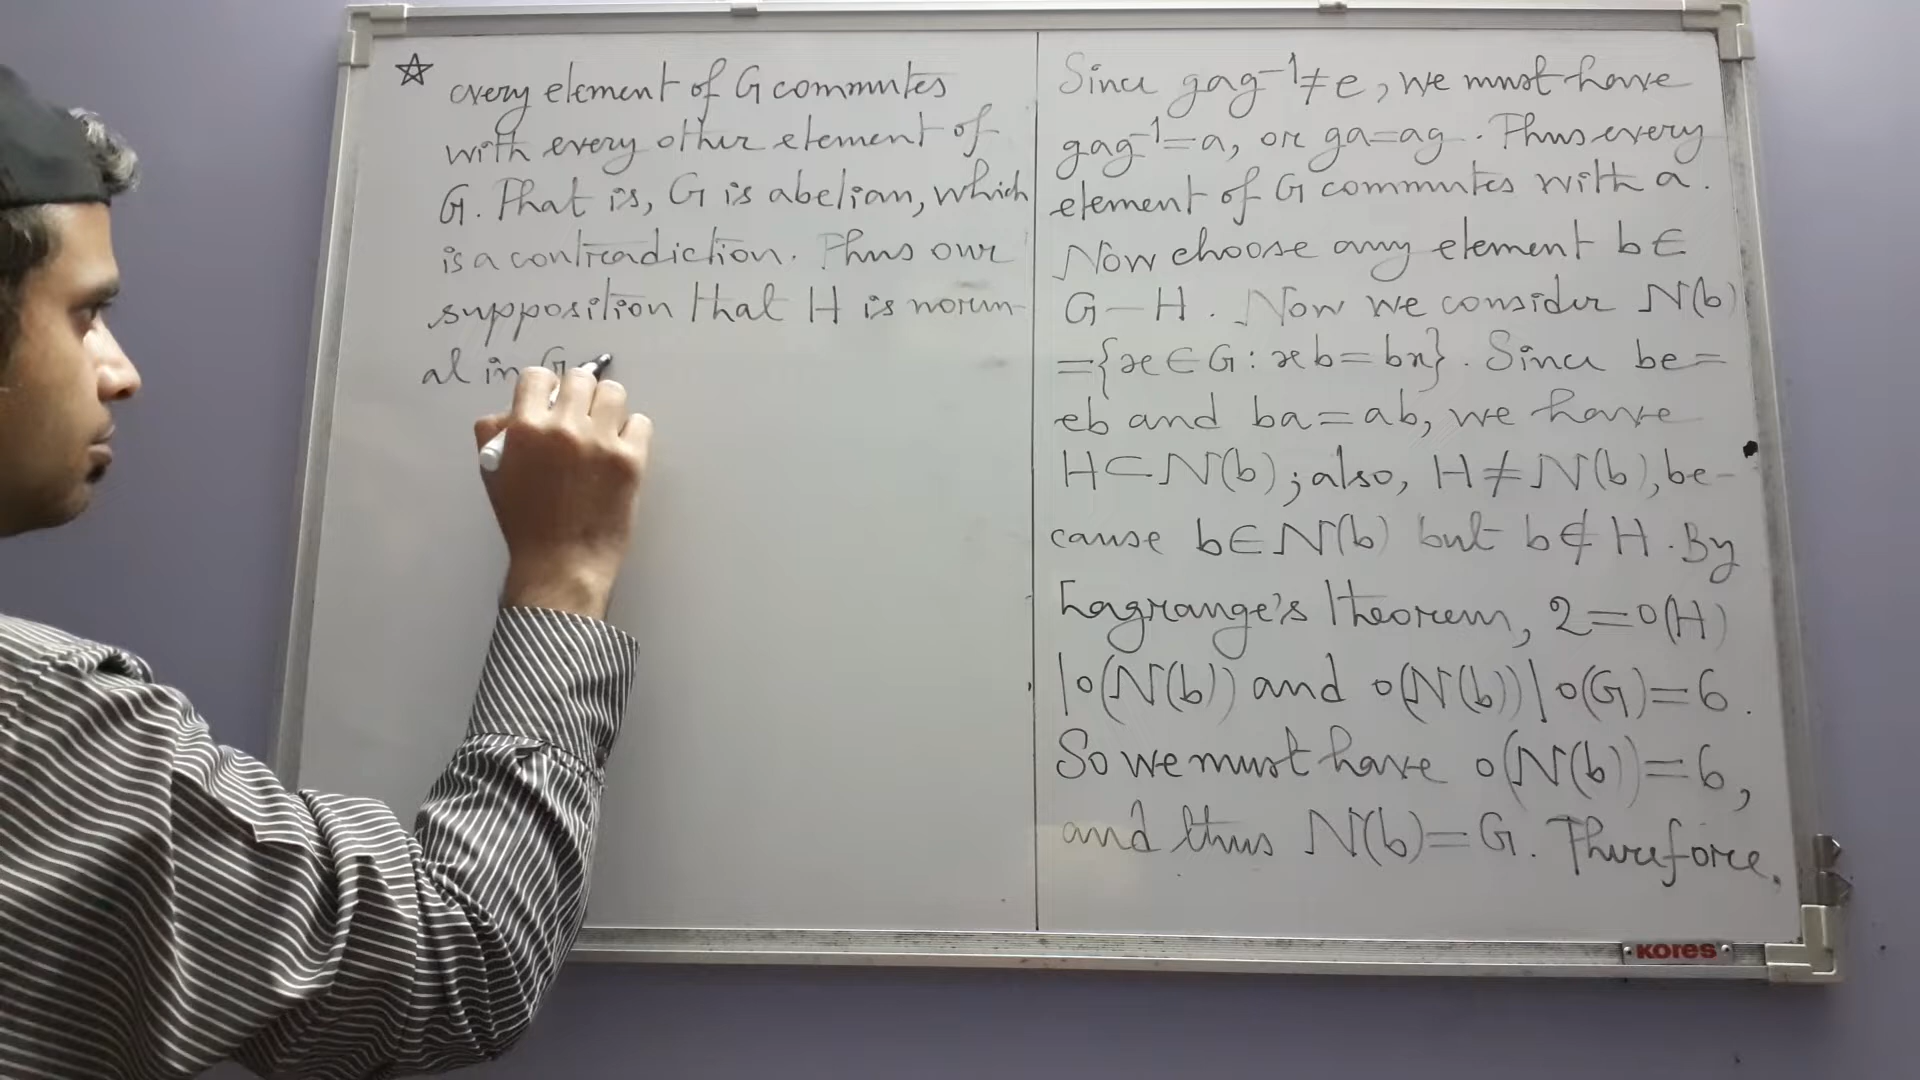 ☆ every element of G commutes
with every other element of
G. That is, G is abelian, which
is a contradiction. Thus our
supposition that H is norm-
al in G
Since gag⁻¹≠e, we must have
gag⁻¹=a, or ga=ag. Thus every
element of G commutes with a.
Now choose any element b∈
G-H. Now we consider N(b)
={x∈G: xb=bx}. Since be=
eb and ba=ab, we have
H⊂N(b); also, H≠N(b), be-
cause b∈N(b) but b∉H. By
Lagrange's theorem, 2=o(H)
|o(N(b)) and o(N(b))|o(G)=6.
So we must have o(N(b))=6,
and thus N(b)=G. Therefore,
KORES